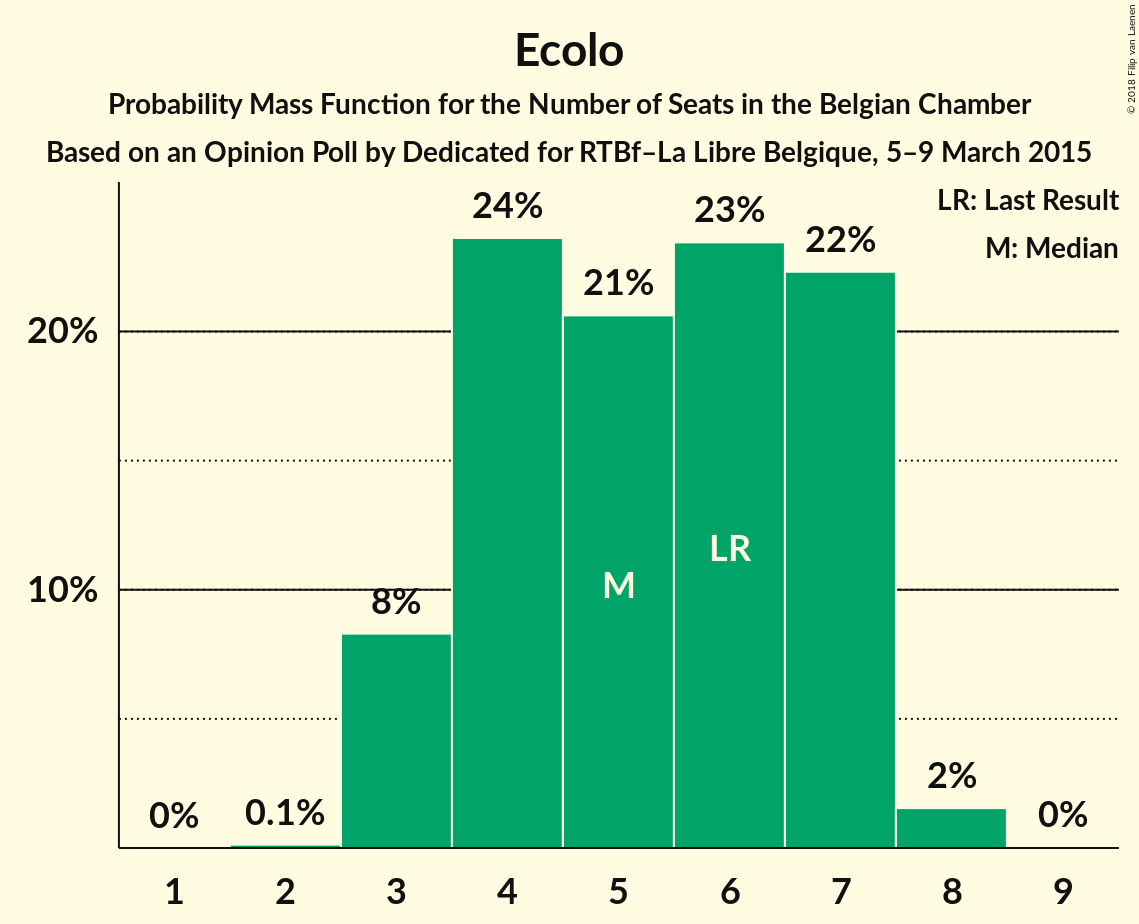 Ecolo
Probability Mass Function for the Number of Seats in the Belgian Chamber
Based on an Opinion Poll by Dedicated for RTBf–La Libre Belgique, 5–9 March 2015
© 2018 Filip van Laenen
LR: Last Result
M: Median
20%
10%
0%
0.1%
8%
24%
21%
23%
22%
2%
0%
M
LR
1 2 3 4 5 6 7 8 9